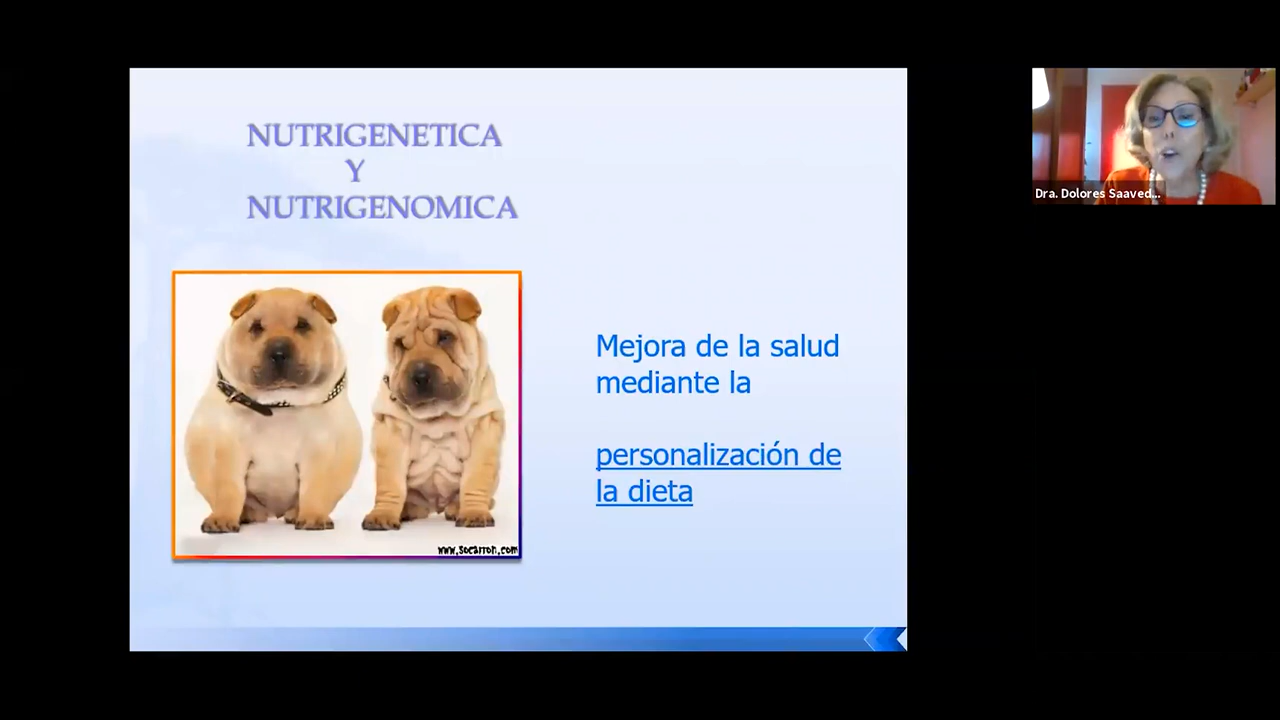 NUTRIGENETICA
Y
NUTRIGENOMICA
Mejora de la salud
mediante la
personalización de
la dieta
www.socarron.com
Dra. Dolores Saaved...